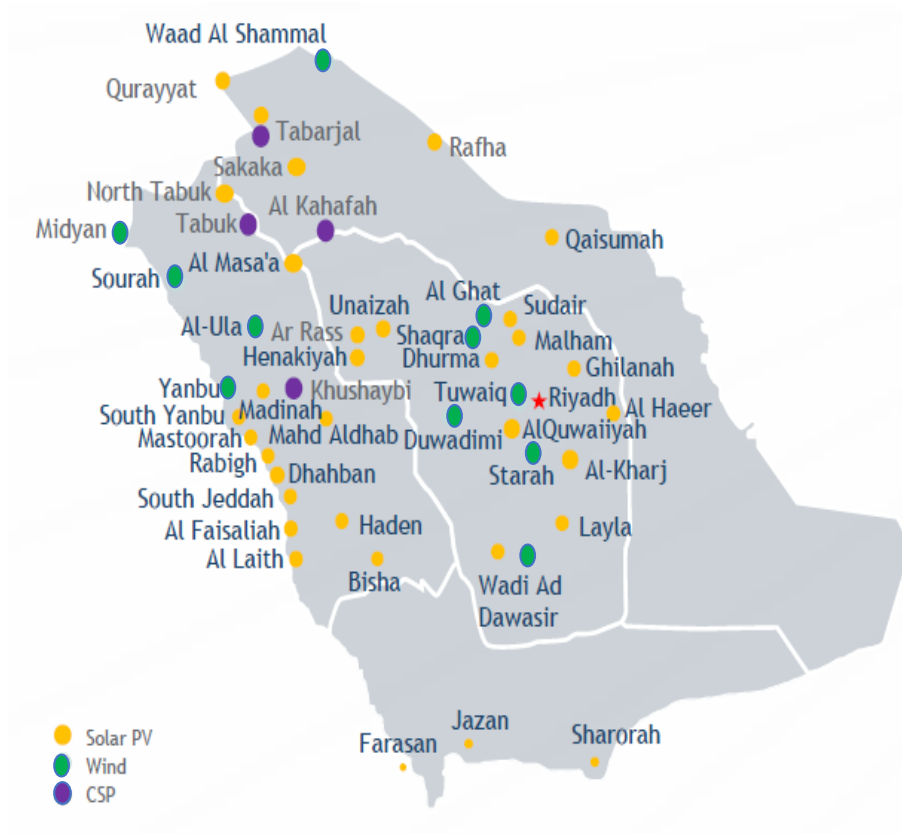 Waad Al Shammal
Qurayyat
Tabarjal
Rafha
Sakaka
North Tabuk
Al Kahafah
Tabuk
Midyan
Qaisumah
Al Masa'a
Sourah
Al Ghat
Unaizah
Sudair
Al-Ula
Ar Rass
Shaqra
Malham
Henakiyah
Dhurma
Ghilanah
Yanbu
Khushaybi
Tuwaiq
Riyadh
South Yanbu
Madinah
Al Haeer
Mastoorah
Mahd Aldhab
Duwadimi
AlQuwaiiyah
Rabigh
Dhahban
Starah
Al-Kharj
South Jeddah
Al Faisaliah
Haden
Layla
Al Laith
Bisha
Wadi Ad
Dawasir
Jazan
Farasan
Sharorah
Solar PV
Wind
CSP